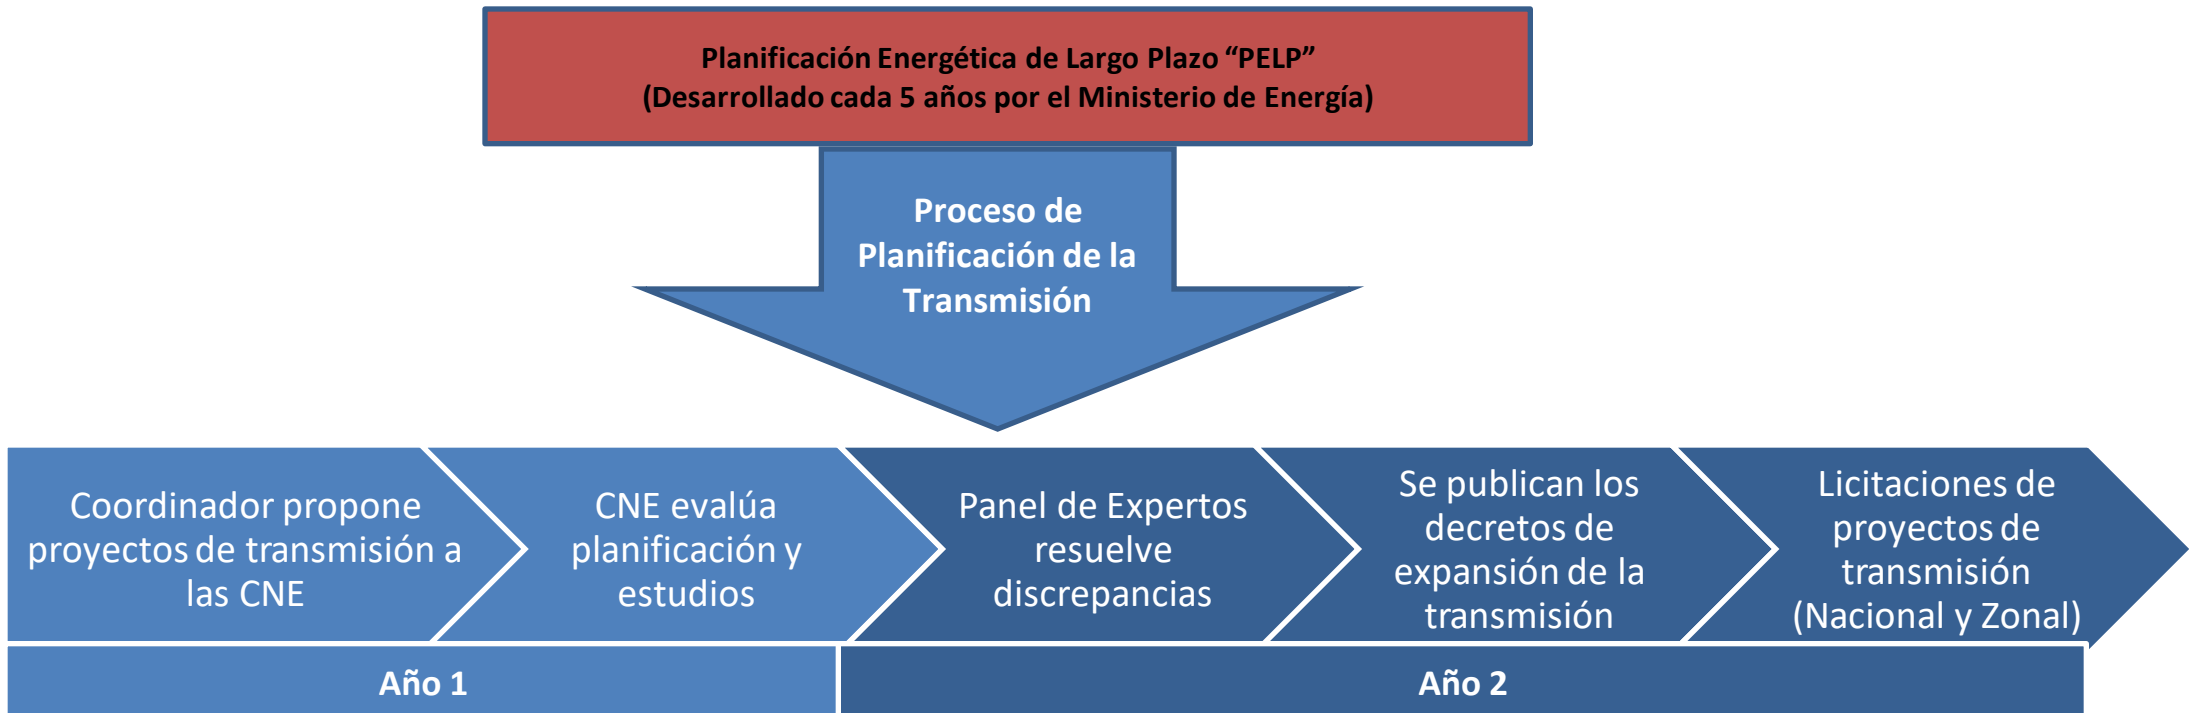 Planificación Energética de Largo Plazo “PELP”
(Desarrollado cada 5 años por el Ministerio de Energía)
Proceso de
Planificación de la
Transmisión
Coordinador propone
proyectos de transmisión a
las CNE
CNE evalúa
planificación y
estudios
Panel de Expertos
resuelve
discrepancias
Se publican los
decretos de
expansión de la
transmisión
Licitaciones de
proyectos de
transmisión
(Nacional y Zonal)
Año 1
Año 2